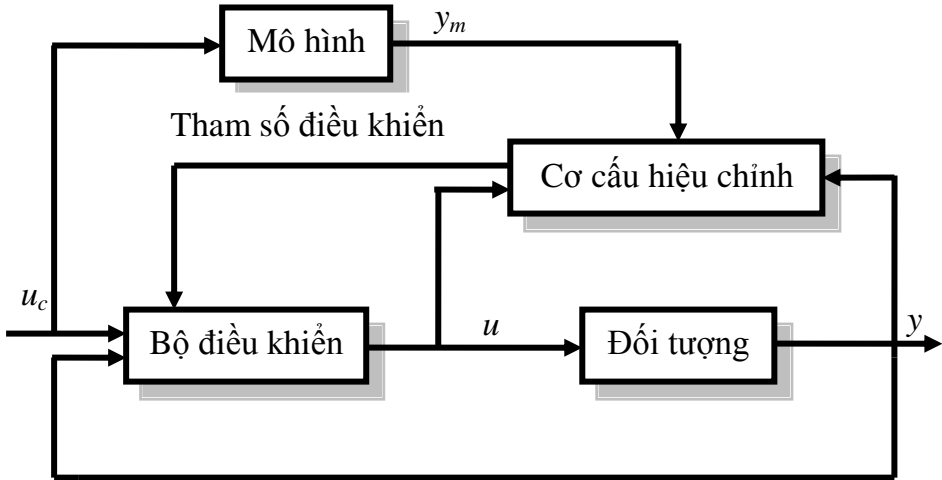 y_m
Mô hình
Tham số điều khiển
Cơ cấu hiệu chỉnh
u_c
Bộ điều khiển
u
Đối tượng
y